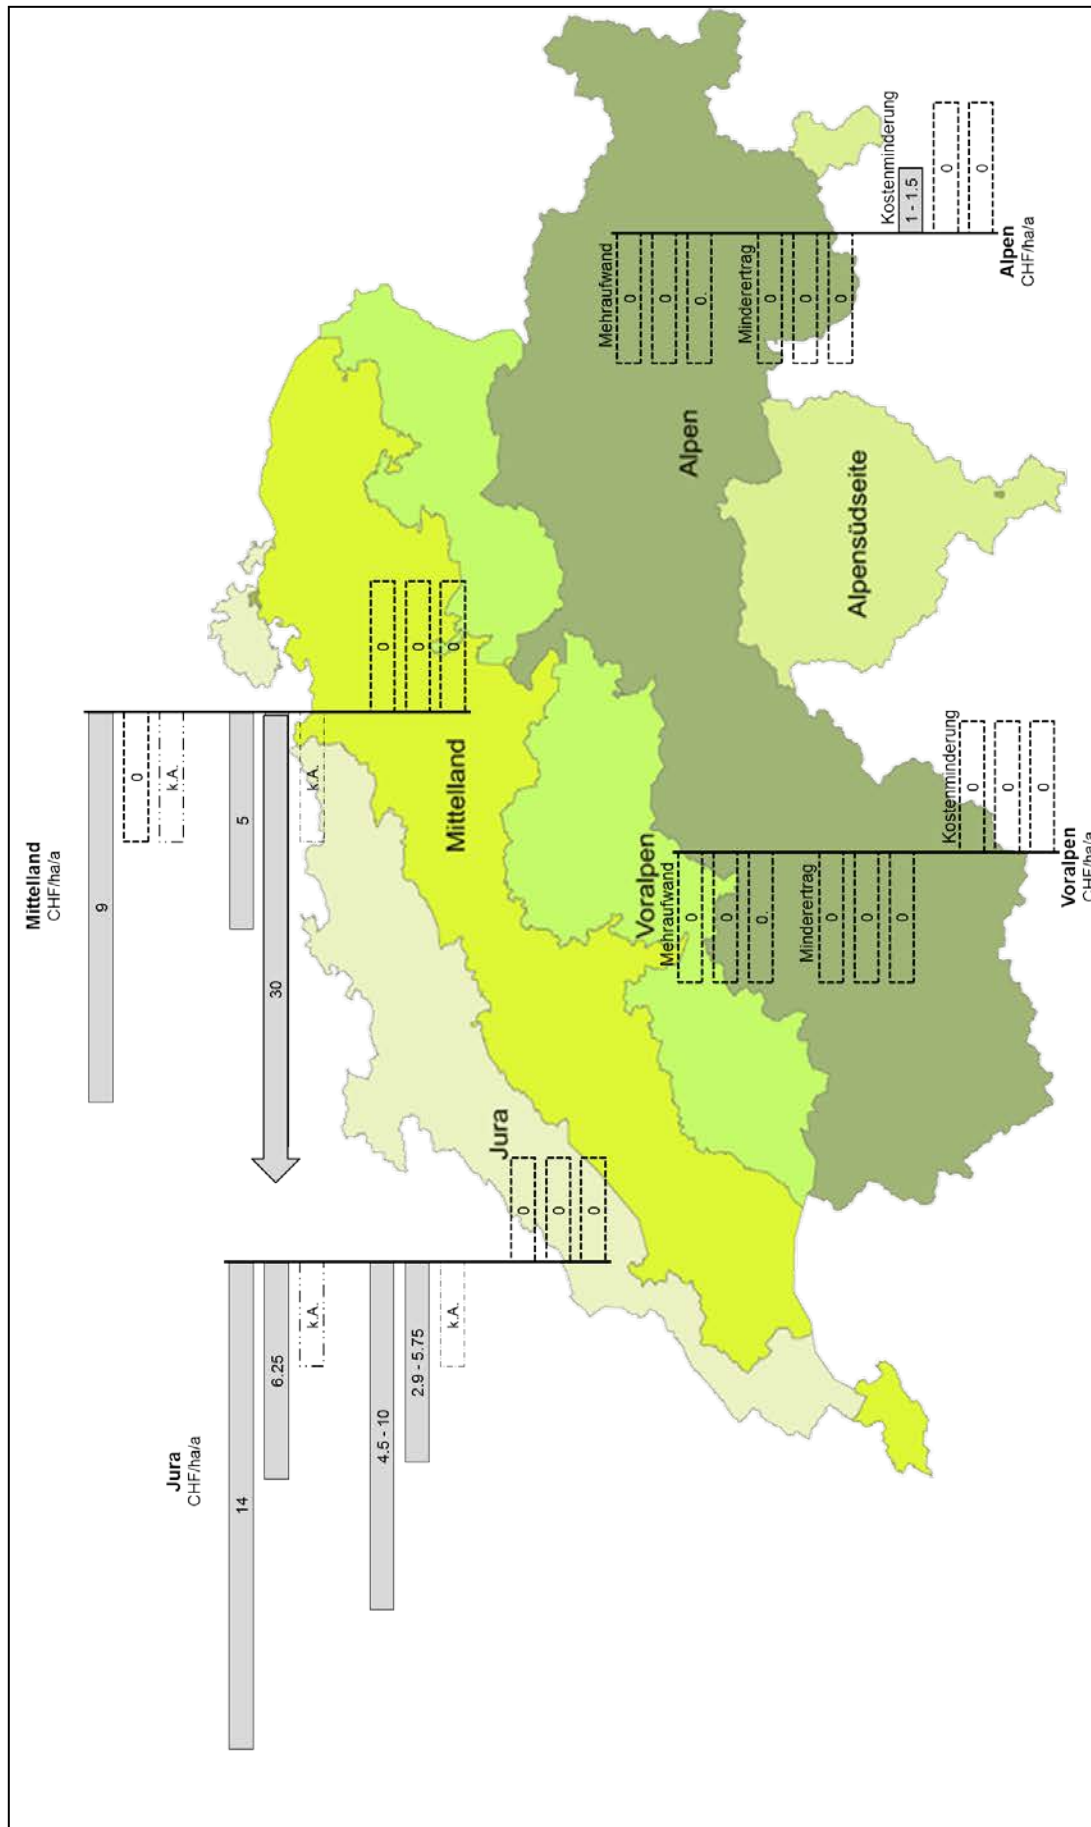 Mittelland
CHF/ha/a
9
0
k.A.
5
30
k.A.
0
0
0
Jura
CHF/ha/a
14
6.25
k.A.
4.5 - 10
2.9 - 5.75
k.A.
0
0
0
Jura
Mittelland
Voralpen
Alpen
Alpensüdseite
Mehraufwand
0
0
0.
Minderertrag
0
0
0
Kostenminderung
0
0
0
Voralpen
CHF/ha/a
Mehraufwand
0
0
0.
Minderertrag
0
0
0
Kostenminderung
1 - 1.5
0
0
Alpen
CHF/ha/a